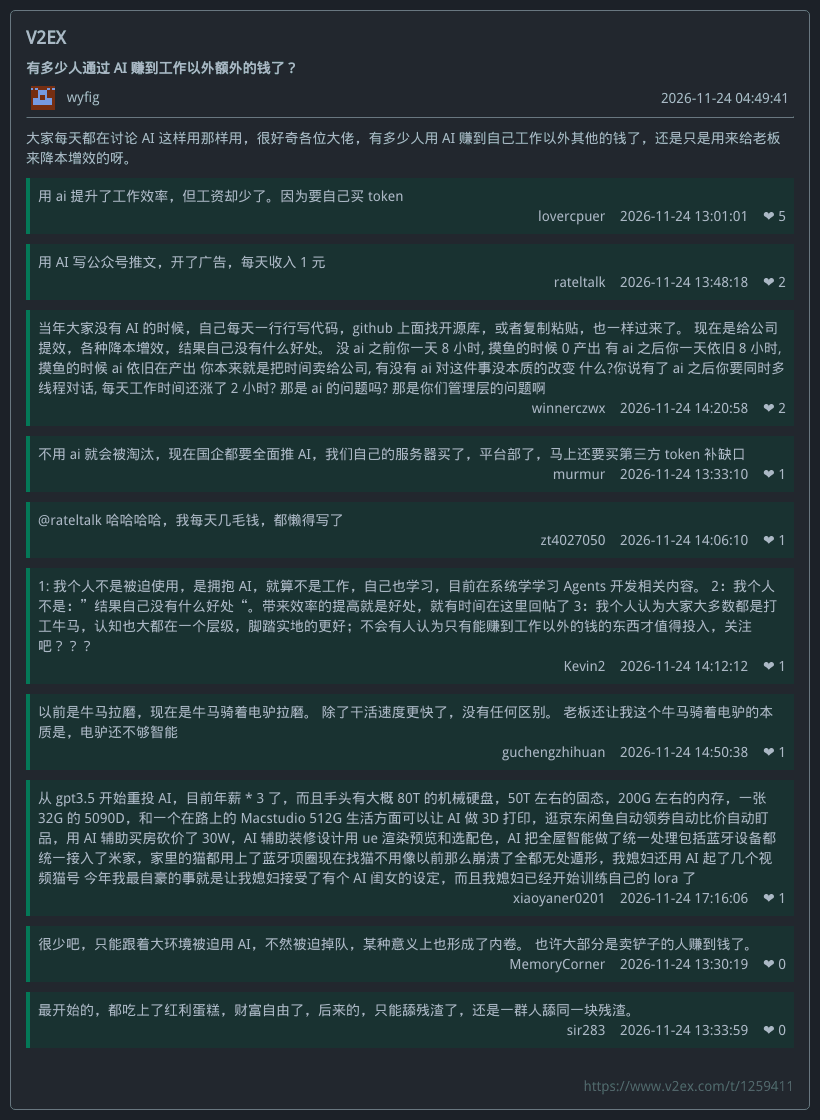 V2EX
有多少人通过 AI 赚到工作以外额外的钱了？
wyfig
2026-11-24 04:49:41
大家每天都在讨论 AI 这样用那样用，很好奇各位大佬，有多少人用 AI 赚到自己工作以外其他的钱了，还是只是用来给老板
来降本增效的呀。
用 ai 提升了工作效率，但工资却少了。因为要自己买 token
lovercpuer 2026-11-24 13:01:01 ❤ 5
用 AI 写公众号推文，开了广告，每天收入 1 元
rateltalk 2026-11-24 13:48:18 ❤ 2
当年大家没有 AI 的时候，自己每天一行行写代码，github 上面找开源库，或者复制粘贴，也一样过来了。 现在是给公司
提效，各种降本增效，结果自己没有什么好处。 没 ai 之前你一天 8 小时, 摸鱼的时候 0 产出 有 ai 之后你一天依旧 8 小时,
摸鱼的时候 ai 依旧在产出 你本来就是把时间卖给公司, 有没有 ai 对这件事没本质的改变 什么?你说有了 ai 之后你要同时多
线程对话, 每天工作时间还涨了 2 小时? 那是 ai 的问题吗? 那是你们管理层的问题啊
winnerczwx 2026-11-24 14:20:58 ❤ 2
不用 ai 就会被淘汰，现在国企都要全面推 AI，我们自己的服务器买了，平台部了，马上还要买第三方 token 补缺口
murmur 2026-11-24 13:33:10 ❤ 1
@rateltalk 哈哈哈哈，我每天几毛钱，都懒得写了
zt4027050 2026-11-24 14:06:10 ❤ 1
1: 我个人不是被迫使用，是拥抱 AI，就算不是工作，自己也学习，目前在系统学学习 Agents 开发相关内容。 2：我个人
不是：”结果自己没有什么好处“。带来效率的提高就是好处，就有时间在这里回帖了 3：我个人认为大家大多数都是打
工牛马，认知也大都在一个层级，脚踏实地的更好；不会有人认为只有能赚到工作以外的钱的东西才值得投入，关注
吧？？？
Kevin2 2026-11-24 14:12:12 ❤ 1
以前是牛马拉磨，现在是牛马骑着电驴拉磨。 除了干活速度更快了，没有任何区别。 老板还让我这个牛马骑着电驴的本
质是，电驴还不够智能
guchengzhihuan 2026-11-24 14:50:38 ❤ 1
从 gpt3.5 开始重投 AI，目前年薪 * 3 了，而且手头有大概 80T 的机械硬盘，50T 左右的固态，200G 左右的内存，一张
32G 的 5090D，和一个在路上的 Macstudio 512G 生活方面可以让 AI 做 3D 打印，逛京东闲鱼自动领券自动比价自动盯
品，用 AI 辅助买房砍价了 30W，AI 辅助装修设计用 ue 渲染预览和选配色，AI 把全屋智能做了统一处理包括蓝牙设备都
统一接入了米家，家里的猫都用上了蓝牙项圈现在找猫不用像以前那么崩溃了全都无处遁形，我媳妇还用 AI 起了几个视
频猫号 今年我最自豪的事就是让我媳妇接受了有个 AI 闺女的设定，而且我媳妇已经开始训练自己的 lora 了
xiaoyaner0201 2026-11-24 17:16:06 ❤ 1
很少吧，只能跟着大环境被迫用 AI，不然被迫掉队，某种意义上也形成了内卷。 也许大部分是卖铲子的人赚到钱了。
MemoryCorner 2026-11-24 13:30:19 ❤ 0
最开始的，都吃上了红利蛋糕，财富自由了，后来的，只能舔残渣了，还是一群人舔同一块残渣。
sir283 2026-11-24 13:33:59 ❤ 0
https://www.v2ex.com/t/1259411